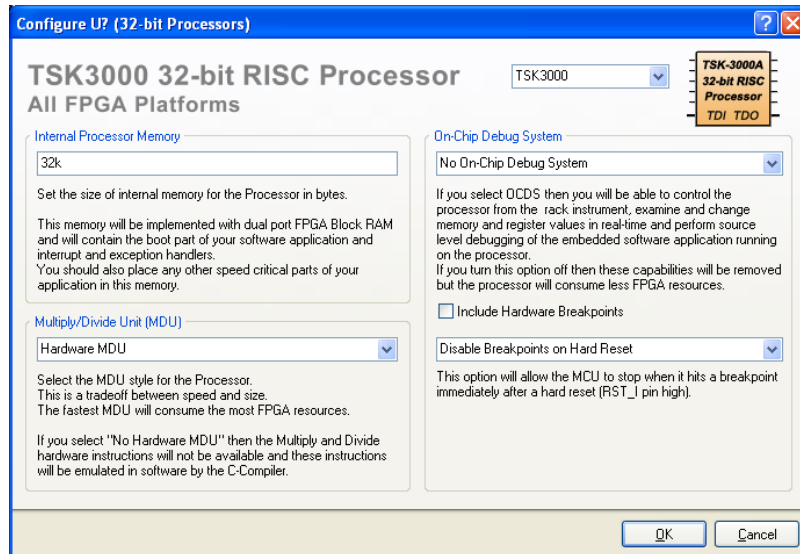 Configure U? (32-bit Processors)
TSK3000 32-bit RISC Processor
All FPGA Platforms
TSK3000
TSK-3000A
32-bit RISC
Processor
TDI TDO
Internal Processor Memory
32k
Set the size of internal memory for the Processor in bytes.
This memory will be implemented with dual port FPGA Block RAM
and will contain the boot part of your software application and
interrupt and exception handlers.
You should also place any other speed critical parts of your
application in this memory.
Multiply/Divide Unit (MDU)
Hardware MDU
Select the MDU style for the Processor.
This is a tradeoff between speed and size.
The fastest MDU will consume the most FPGA resources.
If you select "No Hardware MDU" then the Multiply and Divide
hardware instructions will not be available and these instructions
will be emulated in software by the C-Compiler.
On-Chip Debug System
No On-Chip Debug System
If you select OCDS then you will be able to control the
processor from the rack instrument, examine and change
memory and register values in real-time and perform source
level debugging of the embedded software application running
on the processor.
If you turn this option off then these capabilities will be removed
but the processor will consume less FPGA resources.
Include Hardware Breakpoints
Disable Breakpoints on Hard Reset
This option will allow the MCU to stop when it hits a breakpoint
immediately after a hard reset (RST_I pin high).
OK
Cancel